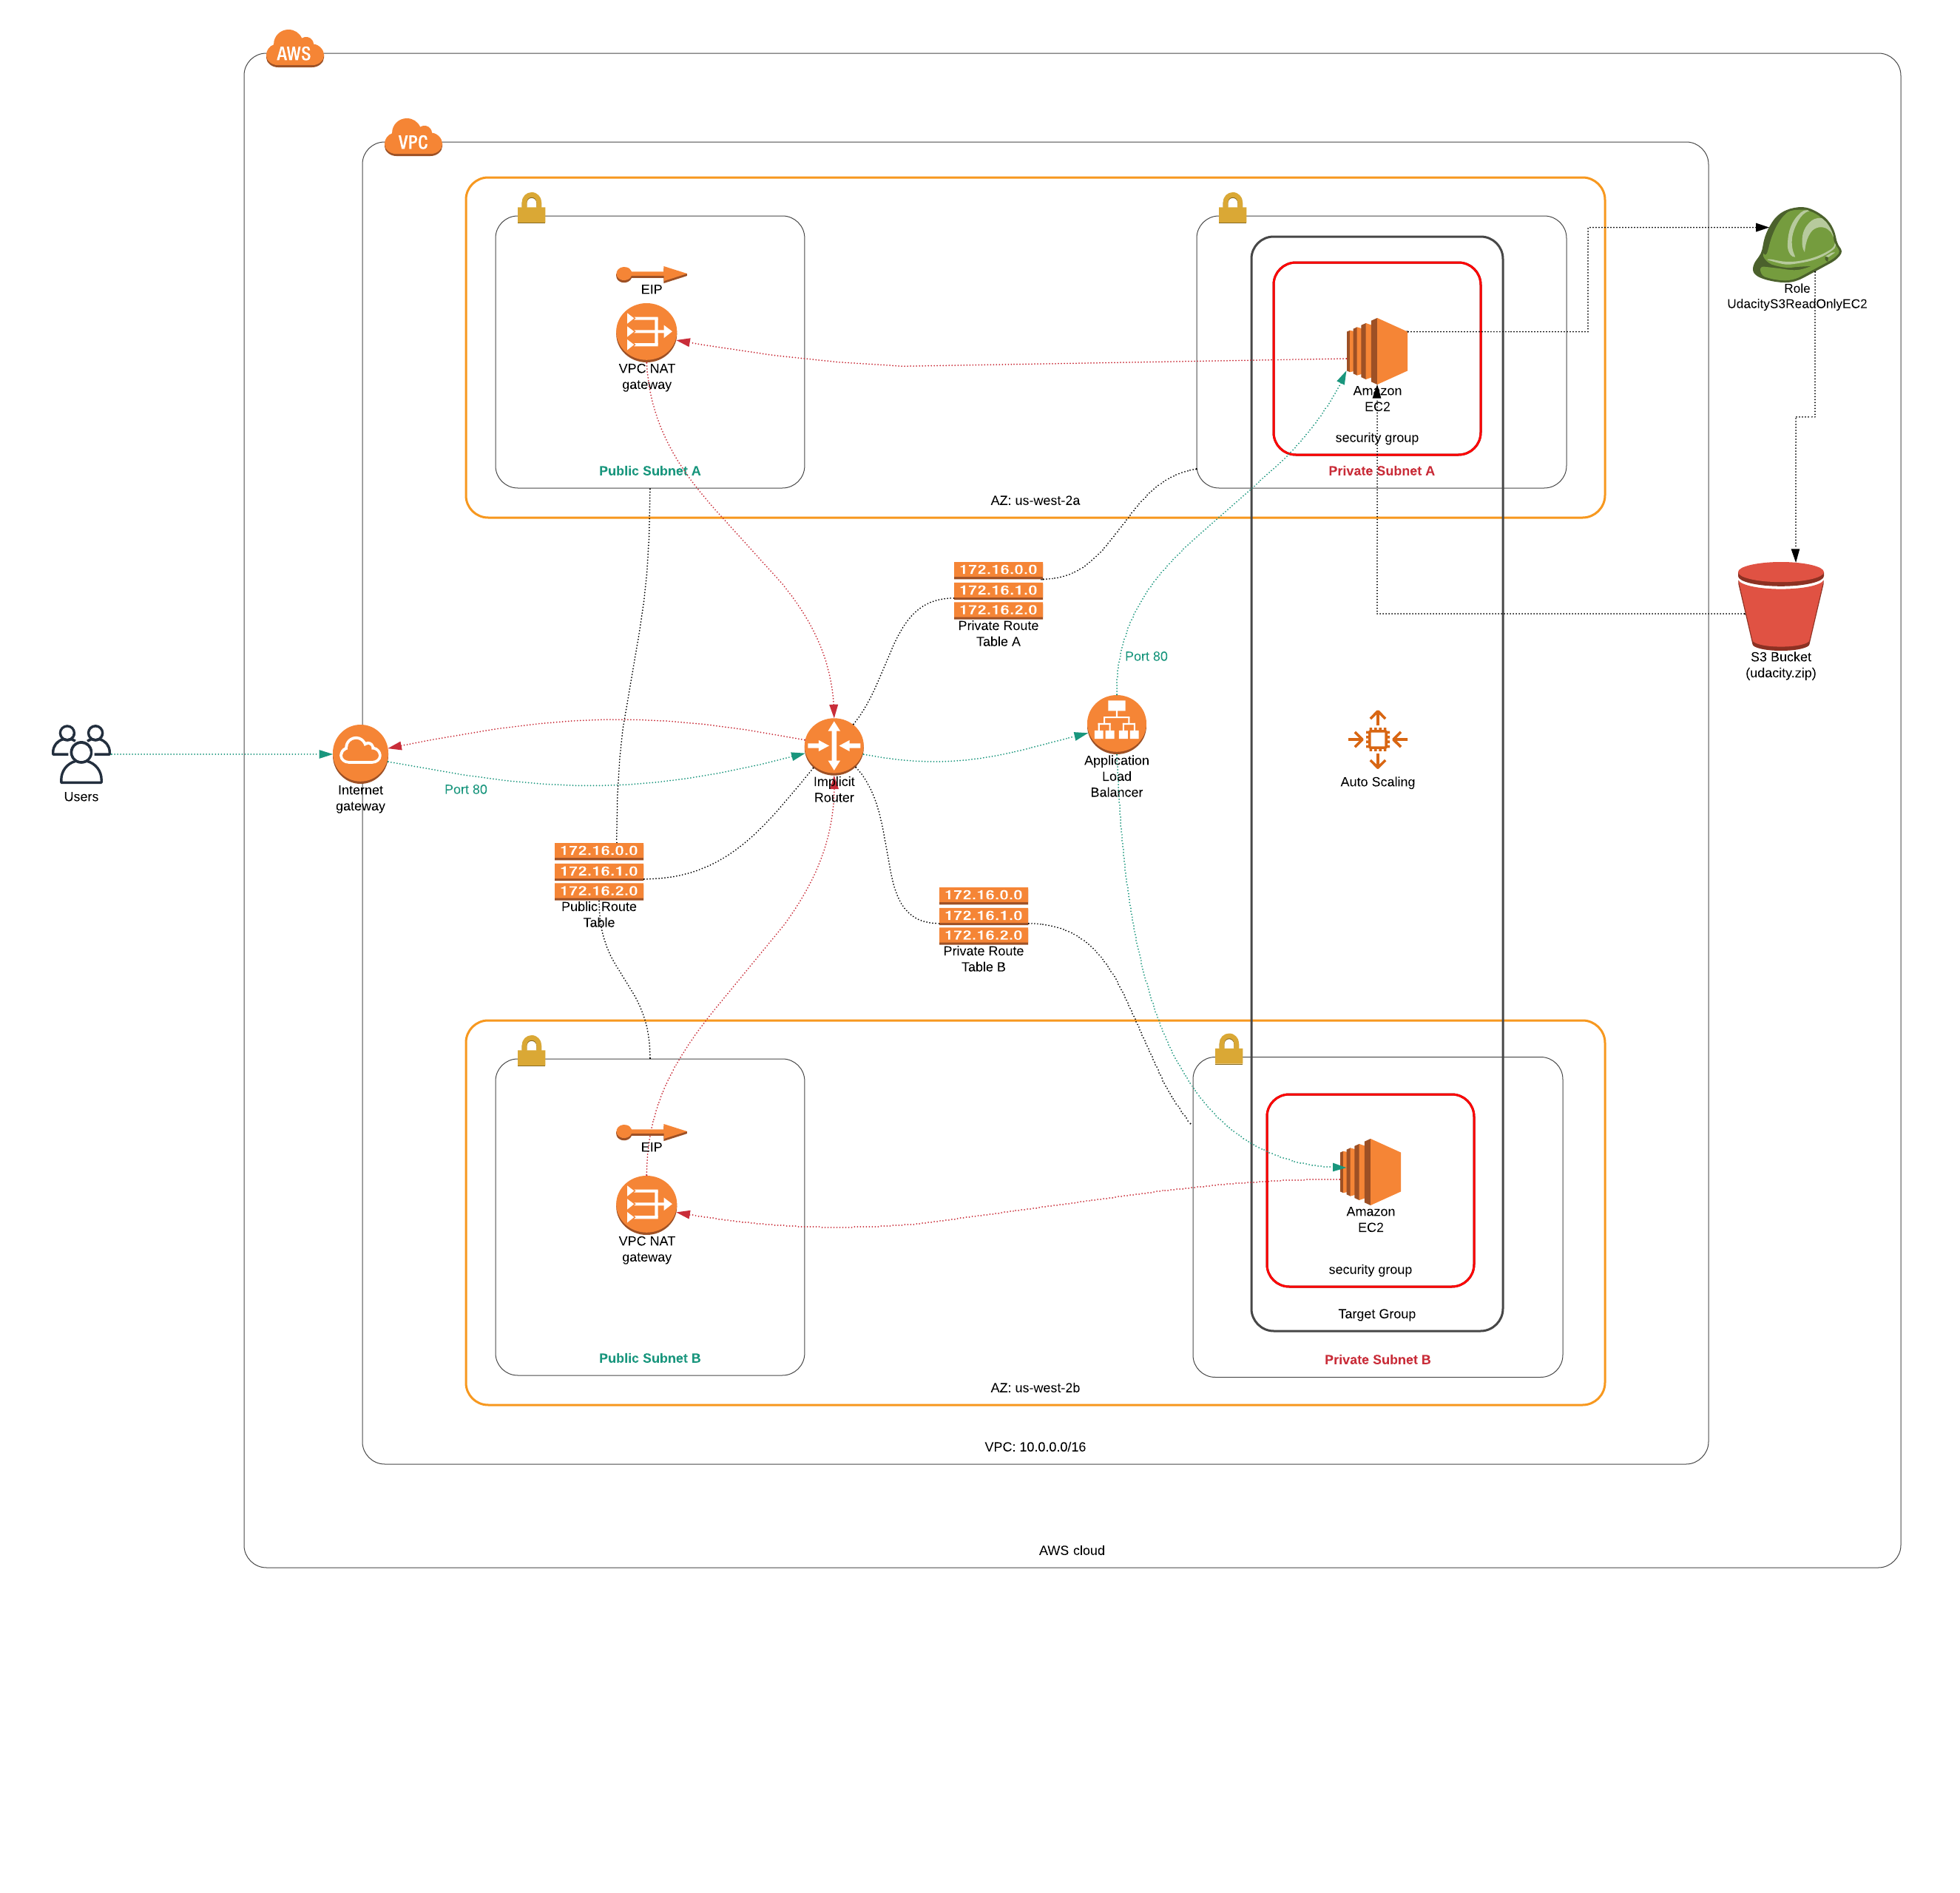 AWS
VPC
EIP
VPC NAT
gateway
Public Subnet A
Amazon
EC2
security group
Private Subnet A
AZ: us-west-2a
Role
UdacityS3ReadOnlyEC2
172.16.0.0
172.16.1.0
172.16.2.0
Private Route
Table A
Port 80
S3 Bucket
(udacity.zip)
Users
Internet
gateway
Port 80
Implicit
Router
Application
Load
Balancer
Auto Scaling
172.16.0.0
172.16.1.0
172.16.2.0
Public Route
Table
172.16.0.0
172.16.1.0
172.16.2.0
Private Route
Table B
EIP
VPC NAT
gateway
Public Subnet B
Amazon
EC2
security group
Target Group
Private Subnet B
AZ: us-west-2b
VPC: 10.0.0.0/16
AWS cloud